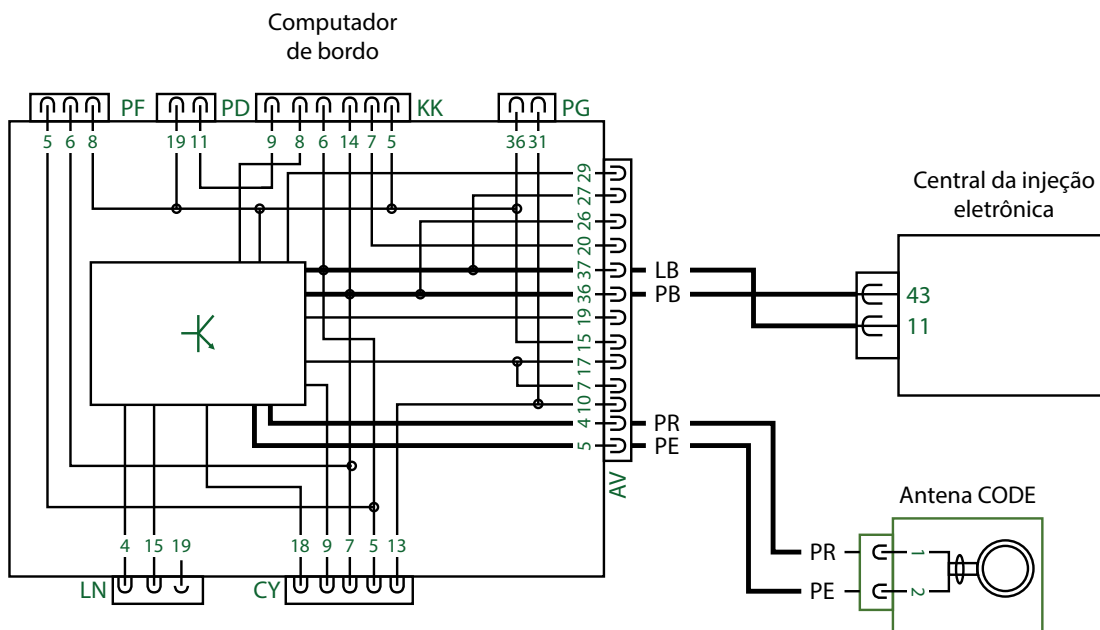 Computador
de bordo
PF
PD
KK
PG
5 6 8 19 11 9 8 6 14 7 5 36 31
29
27
26
20
37
36
19
15
17
7
10
4
5
AV
LB
PB
Central da injeção
eletrônica
43
11
PR
PE
Antena CODE
PR
PE
1
2
4 15 19 18 9 7 5 13
LN
CY